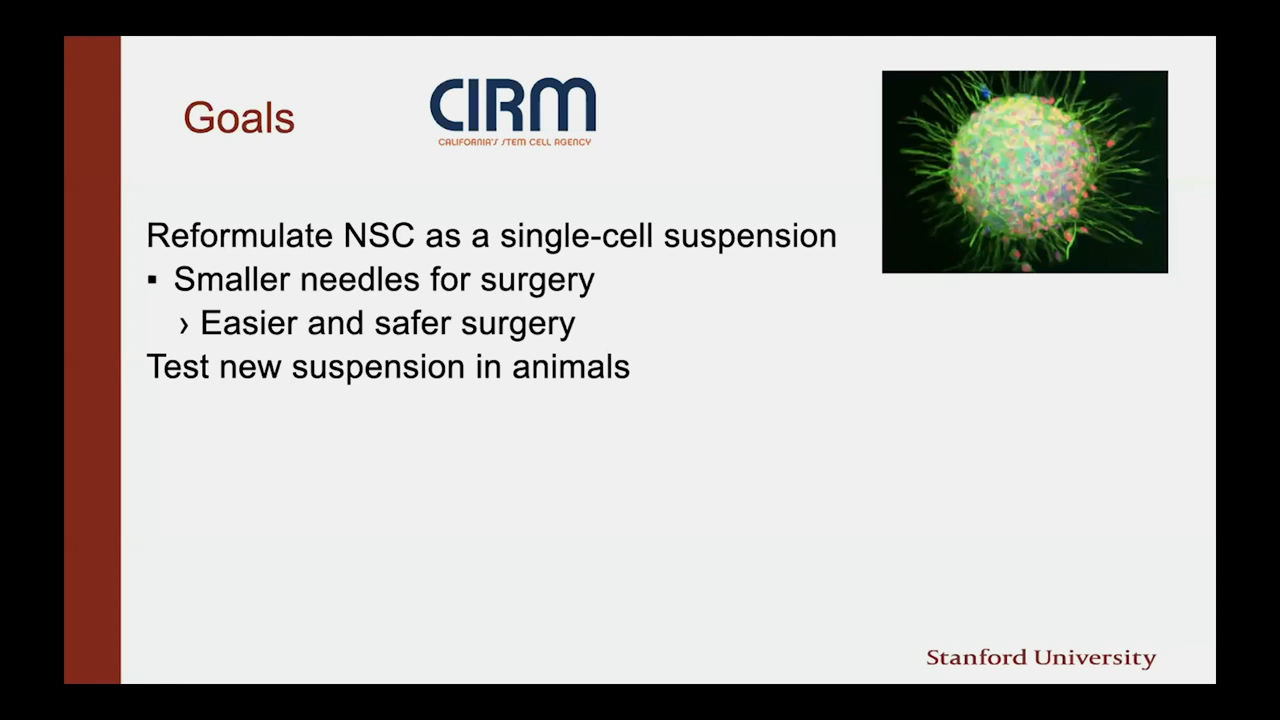 Goals
CIRM
CALIFORNIA'S STEM CELL AGENCY
Reformulate NSC as a single-cell suspension
▪ Smaller needles for surgery
› Easier and safer surgery
Test new suspension in animals
Stanford University